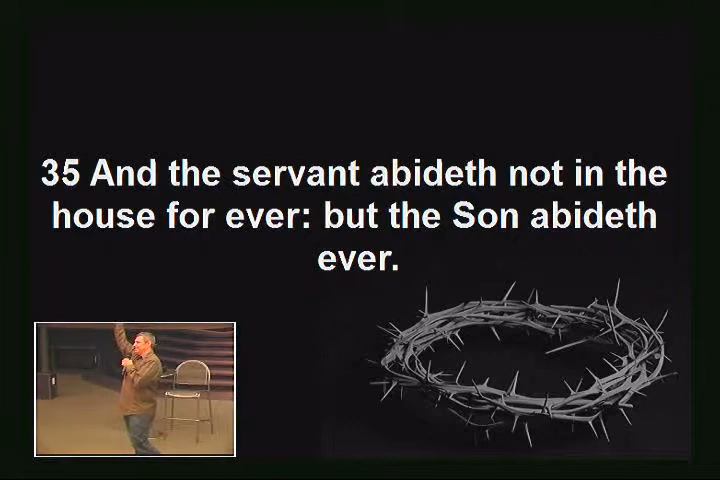 35 And the servant abideth not in the
house for ever: but the Son abideth
ever.